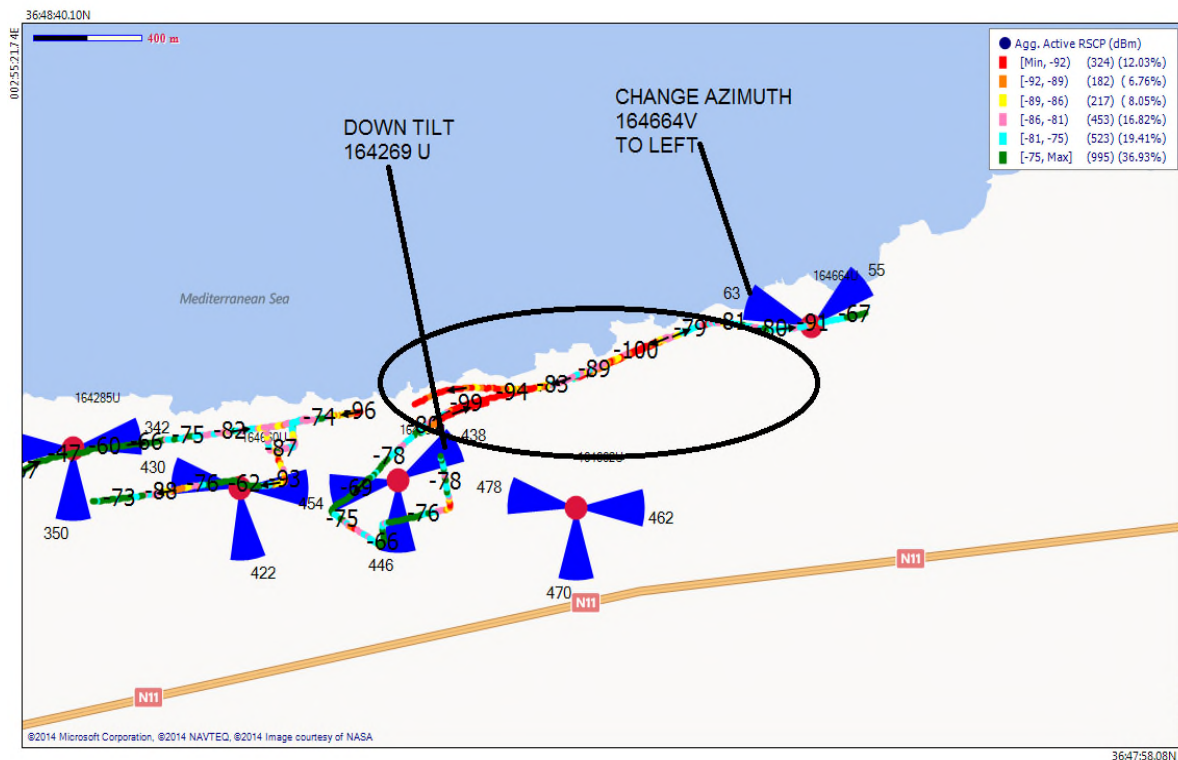 36:48:40.10N
002:55:21.74E
400 m
Agg. Active RSCP (dBm)
[Min, -92) (324) (12.03%)
[-92, -89) (182) ( 6.76%)
[-89, -86) (217) ( 8.05%)
[-86, -81) (453) (16.82%)
[-81, -75) (523) (19.41%)
[-75, Max] (995) (36.93%)
CHANGE AZIMUTH
164664V
TO LEFT
DOWN TILT
164269 U
Mediterranean Sea
55
63
-79
-81
-80
-91
-67
-100
-89
-83
-94
-99
-80
438
164285U
342
-74
-96
-47
-60
-66
-75
-82
-87
430
-78
-73
-88
-76
-62
-93
454
-69
-78
478
462
350
-75
-76
-66
422
446
470
N11
N11
N11
©2014 Microsoft Corporation, ©2014 NAVTEQ, ©2014 Image courtesy of NASA
36:47:58.08N